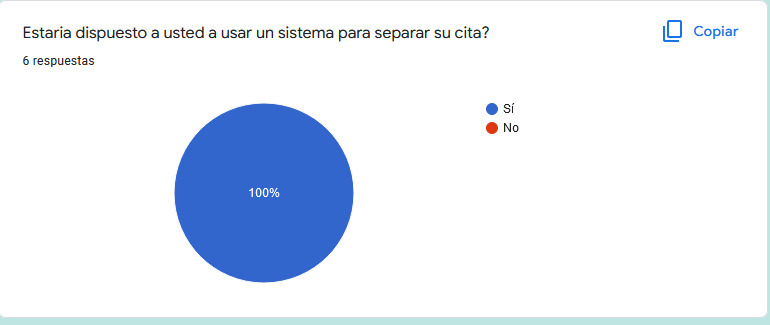 Estaria dispuesto a usted a usar un sistema para separar su cita?
Copiar
6 respuestas
Sí
No
100%